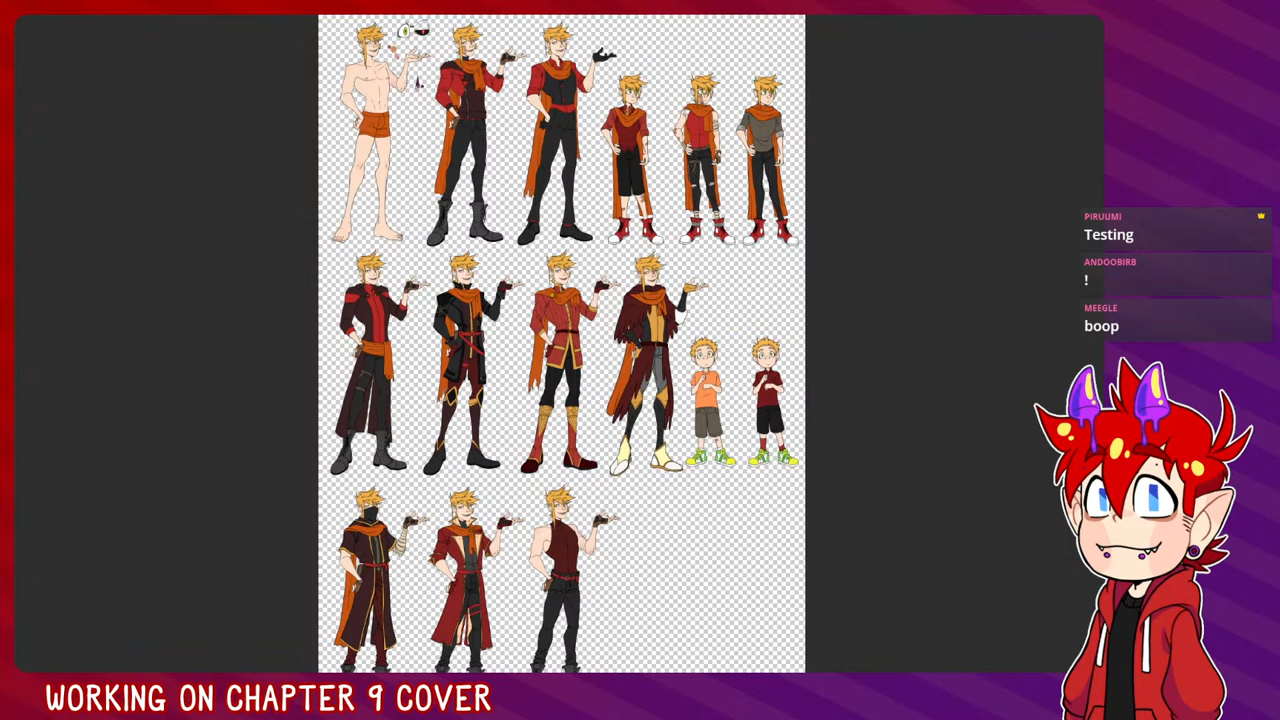 PIRUUMI
Testing
ANDOOBIRB
!
MEEGLE
boop
WORKING ON CHAPTER 9 COVER